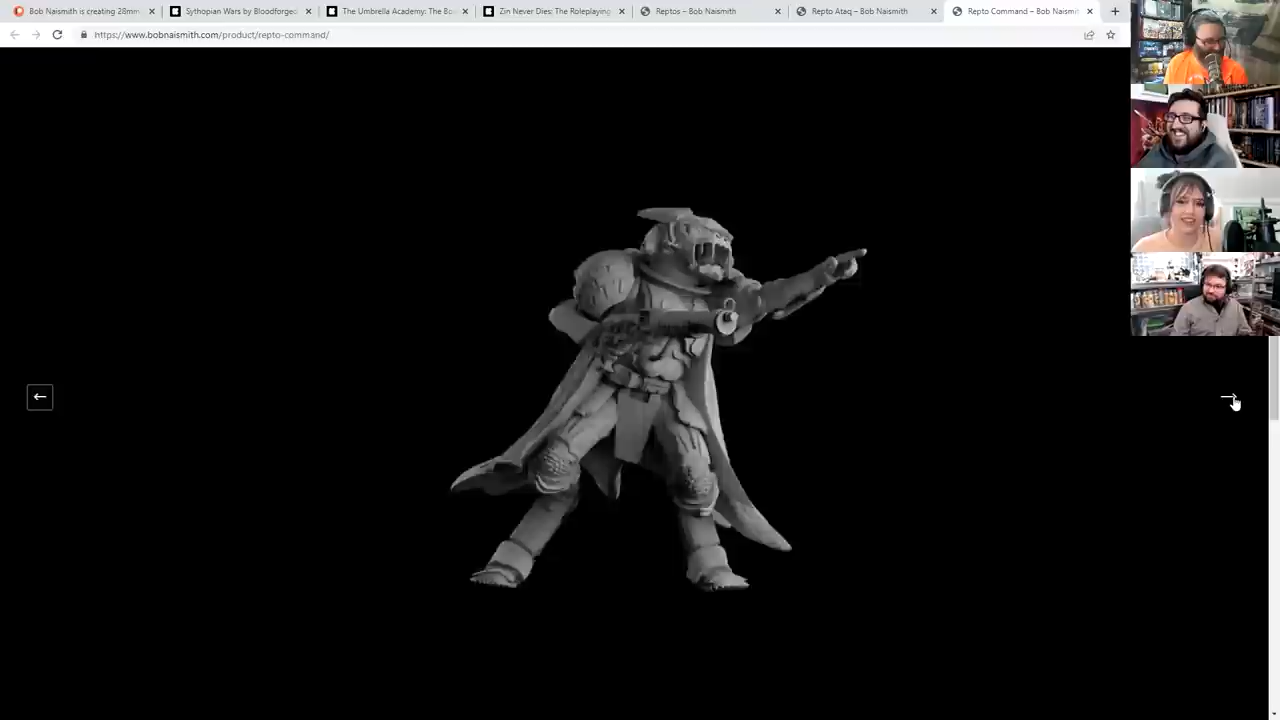 Bob Naismith is creating 28mm
Sythopian Wars by Bloodforged
The Umbrella Academy: The Bo
Zin Never Dies: The Roleplaying
Reptos – Bob Naismith
Repto Ataq – Bob Naismith
Repto Command – Bob Naismi
https://www.bobnaismith.com/product/repto-command/